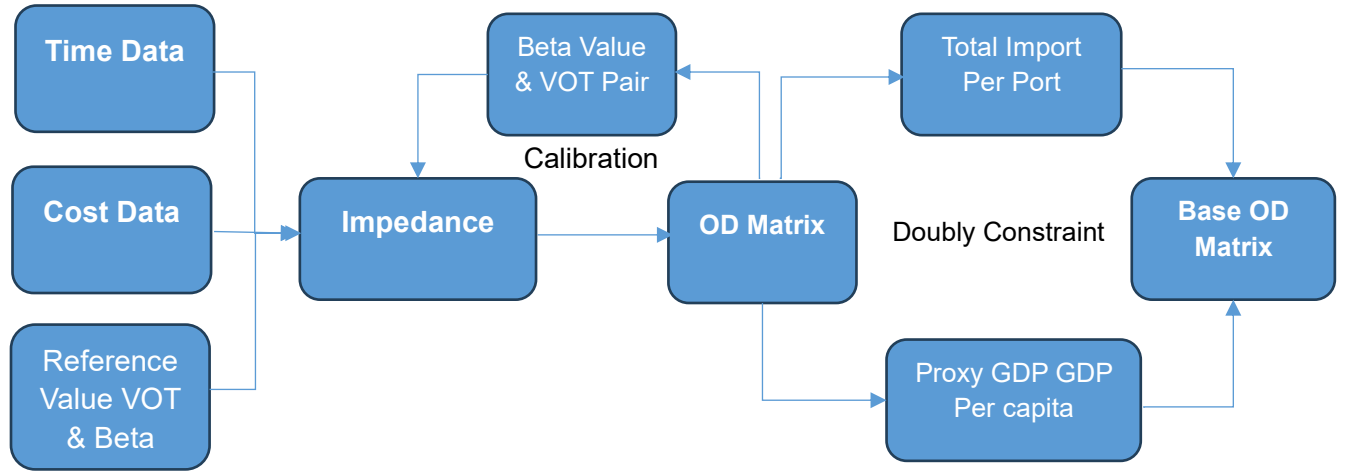 Time Data
Cost Data
Reference
Value VOT
& Beta
Impedance
Beta Value
& VOT Pair
Calibration
OD Matrix
Total Import
Per Port
Doubly Constraint
Proxy GDP GDP
Per capita
Base OD
Matrix